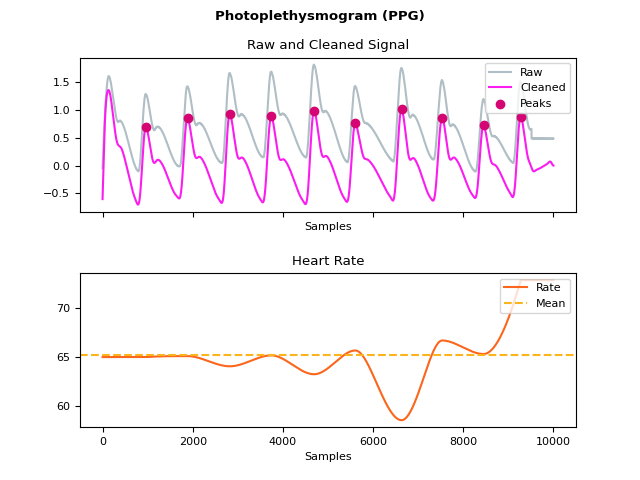 Photoplethysmogram (PPG)
Raw and Cleaned Signal
1.5
1.0
0.5
0.0
−0.5
Raw
Cleaned
Peaks
Samples
Heart Rate
70
65
60
Rate
Mean
0 2000 4000 6000 8000 10000
Samples